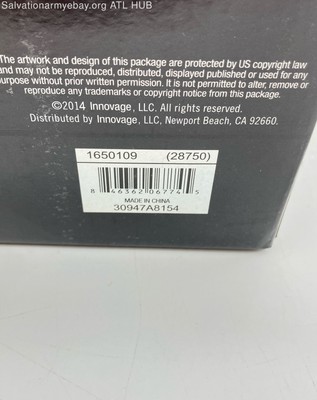 Salvationarmyebay.org ATL HUB
The artwork and design of this package are protected by US copyright law
and may not be reproduced, distributed, displayed published or used for any
purpose without prior written permission. It is not permitted to alter, remove or
reproduce any trademarks or copyright notice from this package.
©2014 Innovage, LLC. All rights reserved.
Distributed by Innovage, LLC, Newport Beach, CA 92660.
1650109 (28750)
8 46362 06774 5
MADE IN CHINA
30947A8154